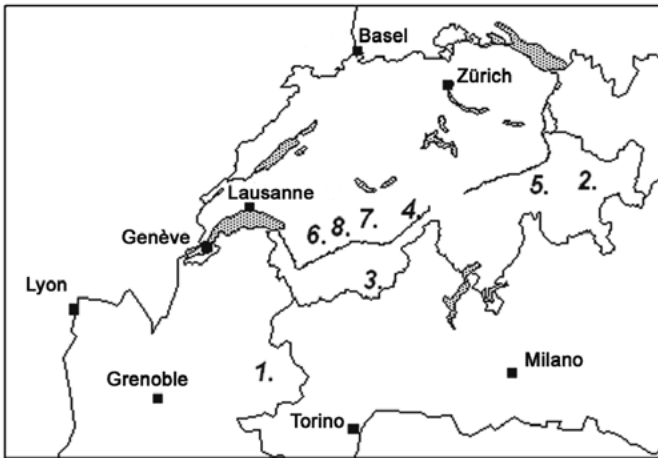 Basel
Zürich
5. 2.
Lausanne
6. 8. 7. 4.
Genève
3.
Lyon
1. Milano
Grenoble
Torino